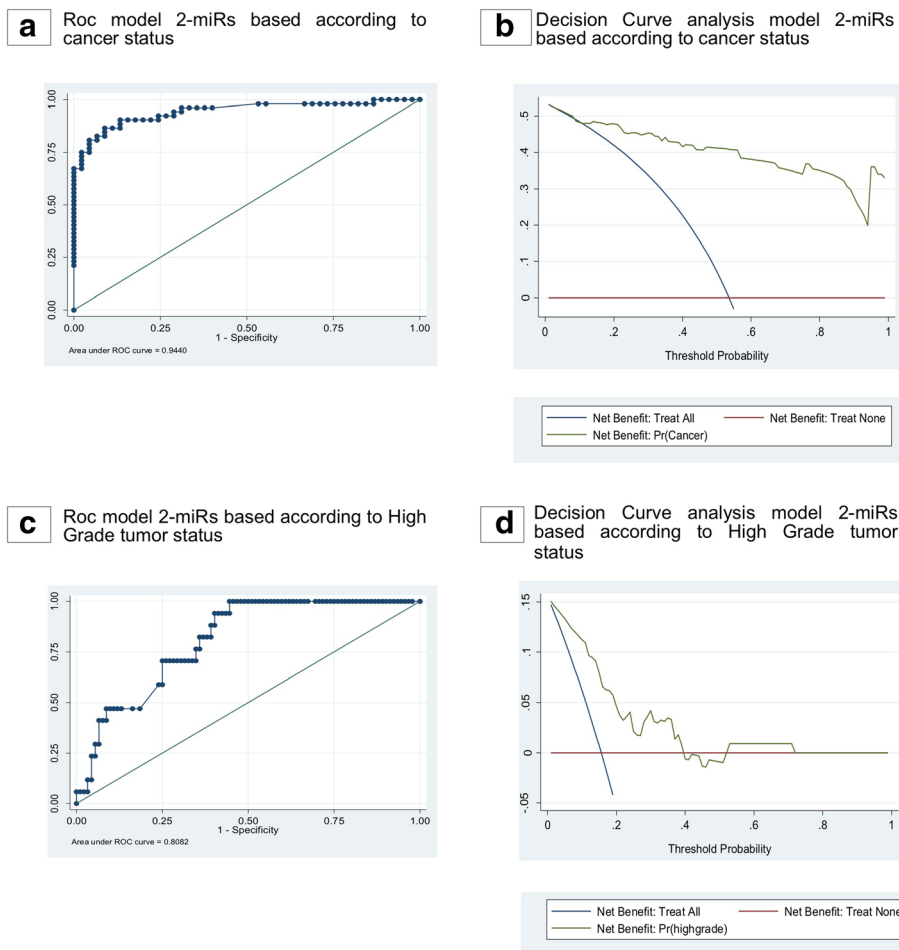 a
Roc model 2-miRs based according to
cancer status
1.00
0.75
0.50
0.25
0.00
0.00 0.25 0.50 0.75 1.00
1 - Specificity
Area under ROC curve = 0.9440
b
Decision Curve analysis model 2-miRs
based according to cancer status
.5
.4
.3
.2
.1
0
0 .2 .4 .6 .8 1
Threshold Probability
Net Benefit: Treat All Net Benefit: Treat None
Net Benefit: Pr(Cancer)
c
Roc model 2-miRs based according to High
Grade tumor status
1.00
0.75
0.50
0.25
0.00
0.00 0.25 0.50 0.75 1.00
1 - Specificity
Area under ROC curve = 0.8082
d
Decision Curve analysis model 2-miRs
based according to High Grade tumor
status
.15
.1
.05
0
-.05
0 .2 .4 .6 .8 1
Threshold Probability
Net Benefit: Treat All Net Benefit: Treat None
Net Benefit: Pr(highgrade)